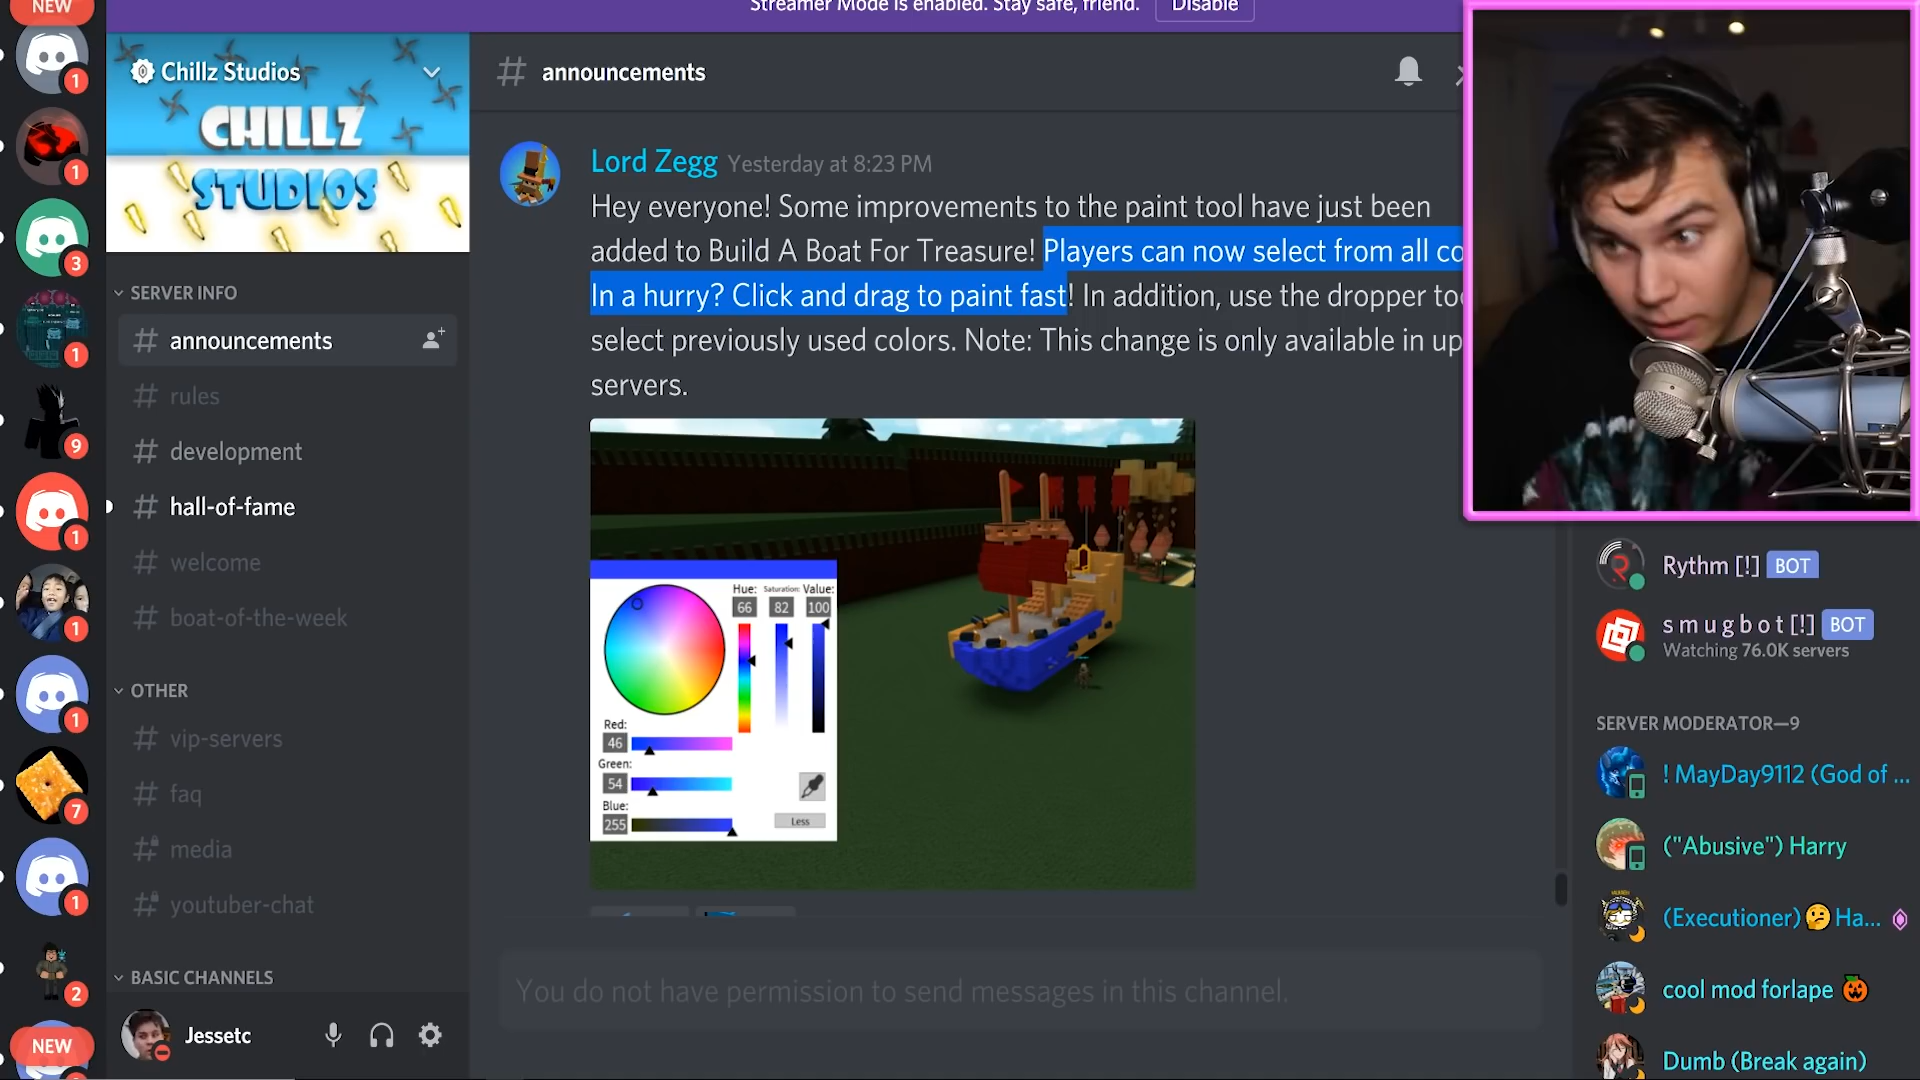 NEW
Streamer Mode is enabled. Stay safe, friend.
Disable
1
Chillz Studios
CHILLZ
STUDIOS
announcements
1
3
1
9
1
1
1
7
1
2
NEW
SERVER INFO
announcements
rules
development
hall-of-fame
welcome
boat-of-the-week
OTHER
vip-servers
faq
media
youtuber-chat
BASIC CHANNELS
Jessetc
Lord Zegg Yesterday at 8:23 PM
Hey everyone! Some improvements to the paint tool have just been
added to Build A Boat For Treasure! Players can now select from all co
In a hurry? Click and drag to paint fast! In addition, use the dropper too
select previously used colors. Note: This change is only available in up
servers.
Hue: Saturation: Value:
66 82 100
Red:
46
Green:
54
Blue:
255
Less
You do not have permission to send messages in this channel.
Rythm [!] BOT
smugbot[!] BOT
Watching 76.0K servers
SERVER MODERATOR—9
! MayDay9112 (God of ...
("Abusive") Harry
(Executioner)🤔Ha...
cool mod forlape 🎃
Dumb (Break again)